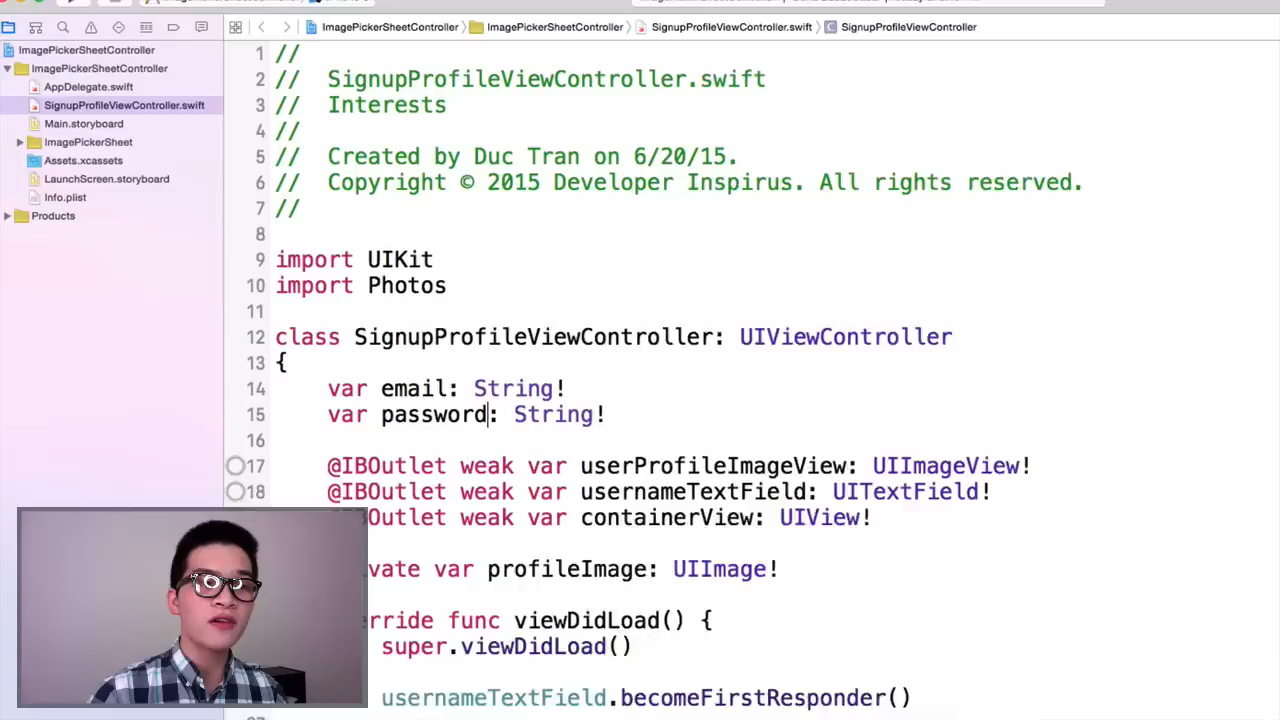 ImagePickerSheetController
ImagePickerSheetController
AppDelegate.swift
SignupProfileViewController.swift
Main.storyboard
ImagePickerSheet
Assets.xcassets
LaunchScreen.storyboard
Info.plist
Products
ImagePickerSheetController ImagePickerSheetController SignupProfileViewController.swift SignupProfileViewController
1 //
2 // SignupProfileViewController.swift
3 // Interests
4 //
5 // Created by Duc Tran on 6/20/15.
6 // Copyright © 2015 Developer Inspirus. All rights reserved.
7 //
8
9 import UIKit
10 import Photos
11
12 class SignupProfileViewController: UIViewController
13 {
14 var email: String!
15 var password: String!
16
17 @IBOutlet weak var userProfileImageView: UIImageView!
18 @IBOutlet weak var usernameTextField: UITextField!
BOutlet weak var containerView: UIView!
vate var profileImage: UIImage!
rride func viewDidLoad() {
super.viewDidLoad()
usernameTextField.becomeFirstResponder()